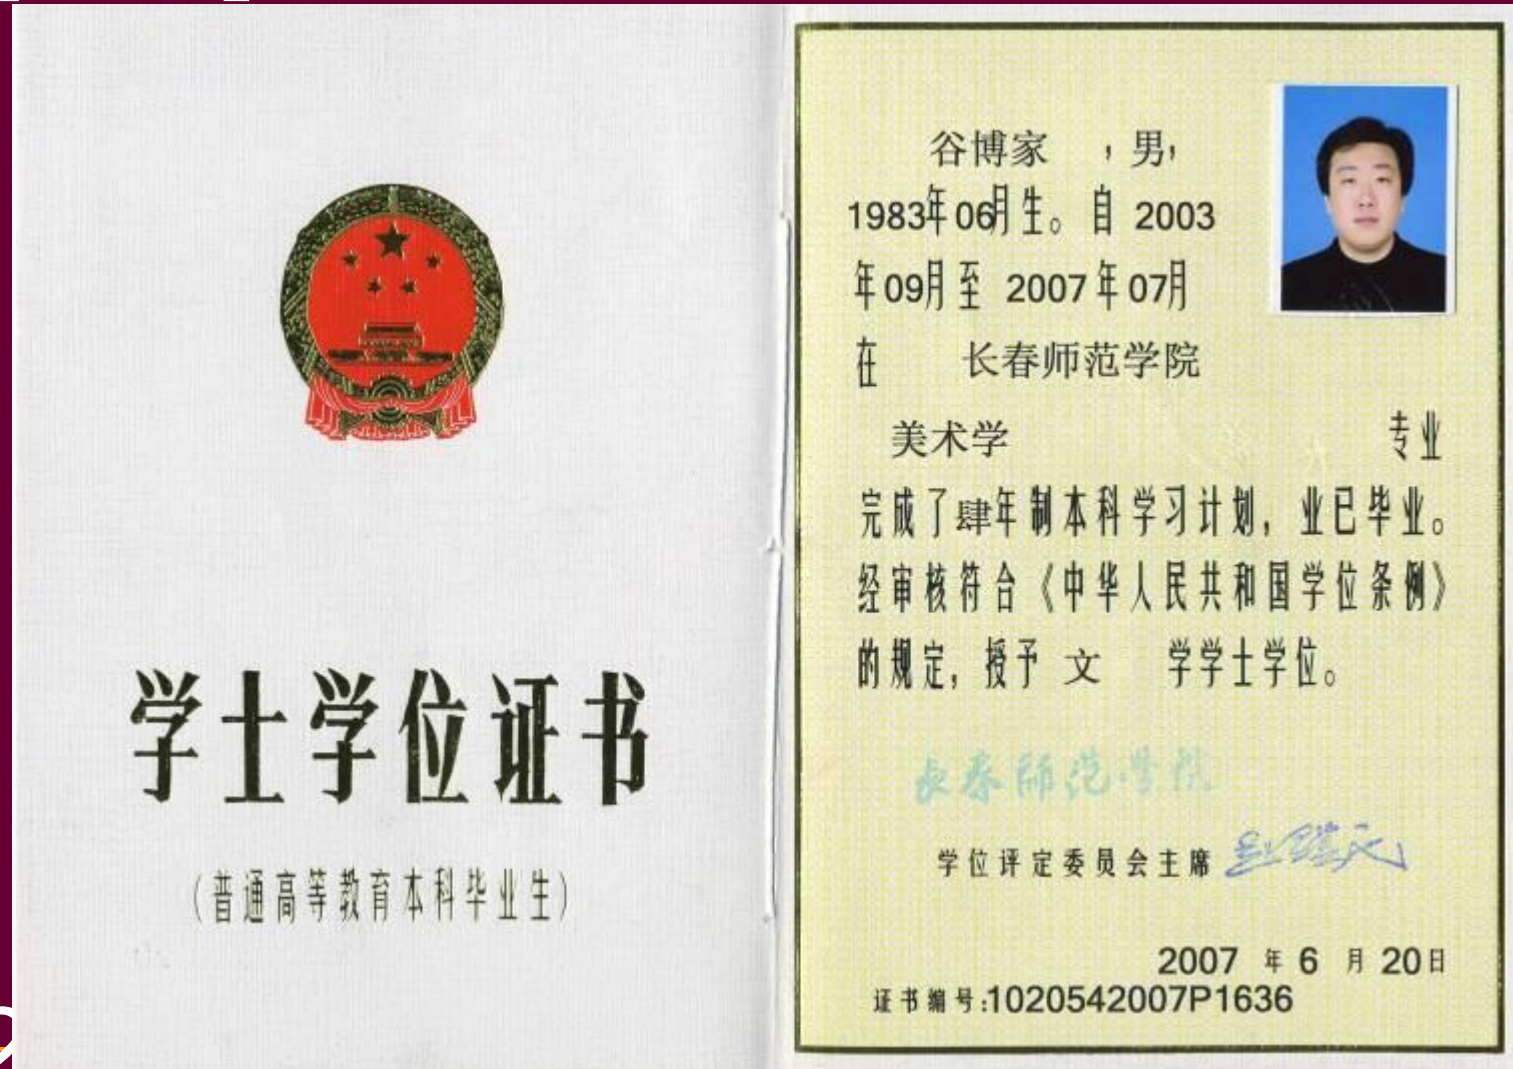 学士学位证书
（普通高等教育本科毕业生）
谷博家 ，男，
1983年06月生。自 2003
年09月至 2007年07月
在 长春师范学院
美术学 专业
完成了肆年制本科学习计划，业已毕业。
经审核符合《中华人民共和国学位条例》
的规定，授予 文 学学士学位。
长春师范学院
学位评定委员会主席
2007 年 6 月 20日
证书编号:1020542007P1636